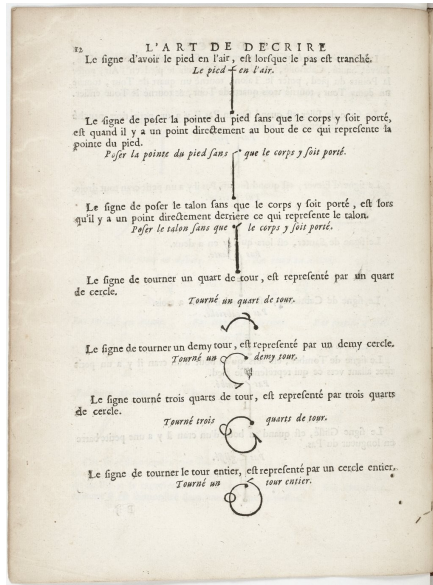 12 L'ART DE DÉCRIRE
Le signe d'avoir le pied en l'air, est lorsque le pas est tranché.
Le pied en l'air.
Le signe de poser la pointe du pied sans que le corps y soit porté,
est quand il y a un point directement au bout de ce qui represente la
pointe du pied.
Poser la pointe du pied sans que le corps y soit porté.
Le signe de poser le talon sans que le corps y soit porté, est lors
qu'il y a un point directement derriere ce qui represente le talon.
Poser le talon sans que le corps y soit porté.
Le signe de tourner un quart de tour, est representé par un quart
de cercle.
Tourné un quart de tour.
Le signe de tourner un demy tour, est representé par un demy cercle.
Tourné un demy tour.
Le signe tourné trois quarts de tour, est representé par trois quarts
de cercle.
Tourné trois quarts de tour.
Le signe de tourner le tour entier, est representé par un cercle entier.
Tourné un tour entier.